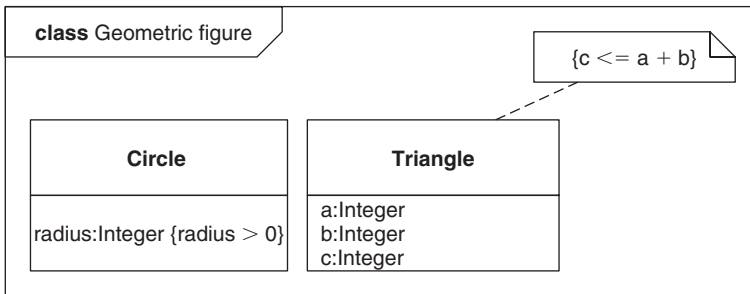 class Geometric figure
{c <= a + b}
Circle
radius:Integer {radius > 0}
Triangle
a:Integer
b:Integer
c:Integer